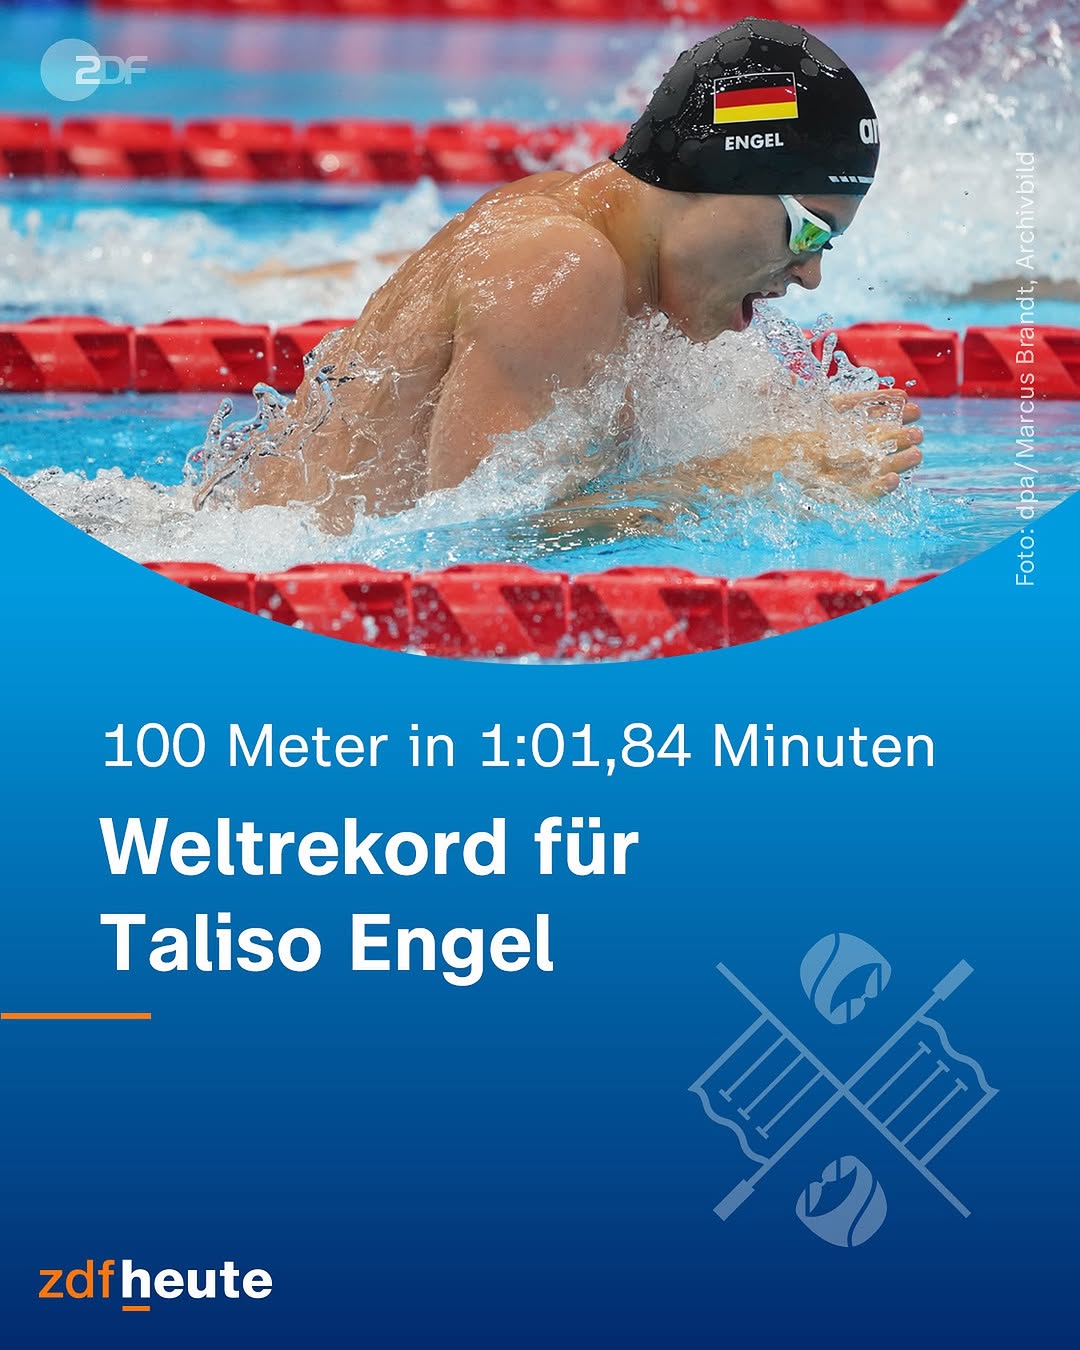 ZDF
ENGEL
ar
Foto: dpa/Marcus Brandt, Archivbild
100 Meter in 1:01,84 Minuten
Weltrekord für
Taliso Engel
zdfheute